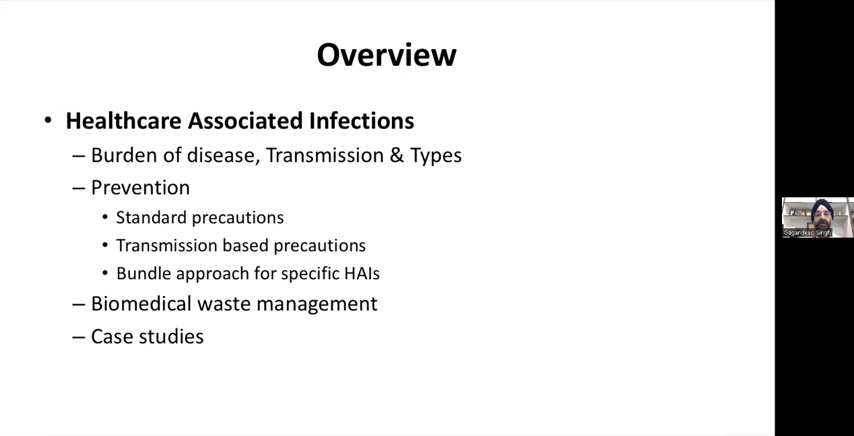 Overview
• Healthcare Associated Infections
– Burden of disease, Transmission & Types
– Prevention
• Standard precautions
• Transmission based precautions
• Bundle approach for specific HAIs
– Biomedical waste management
– Case studies
Gagandeep Singh